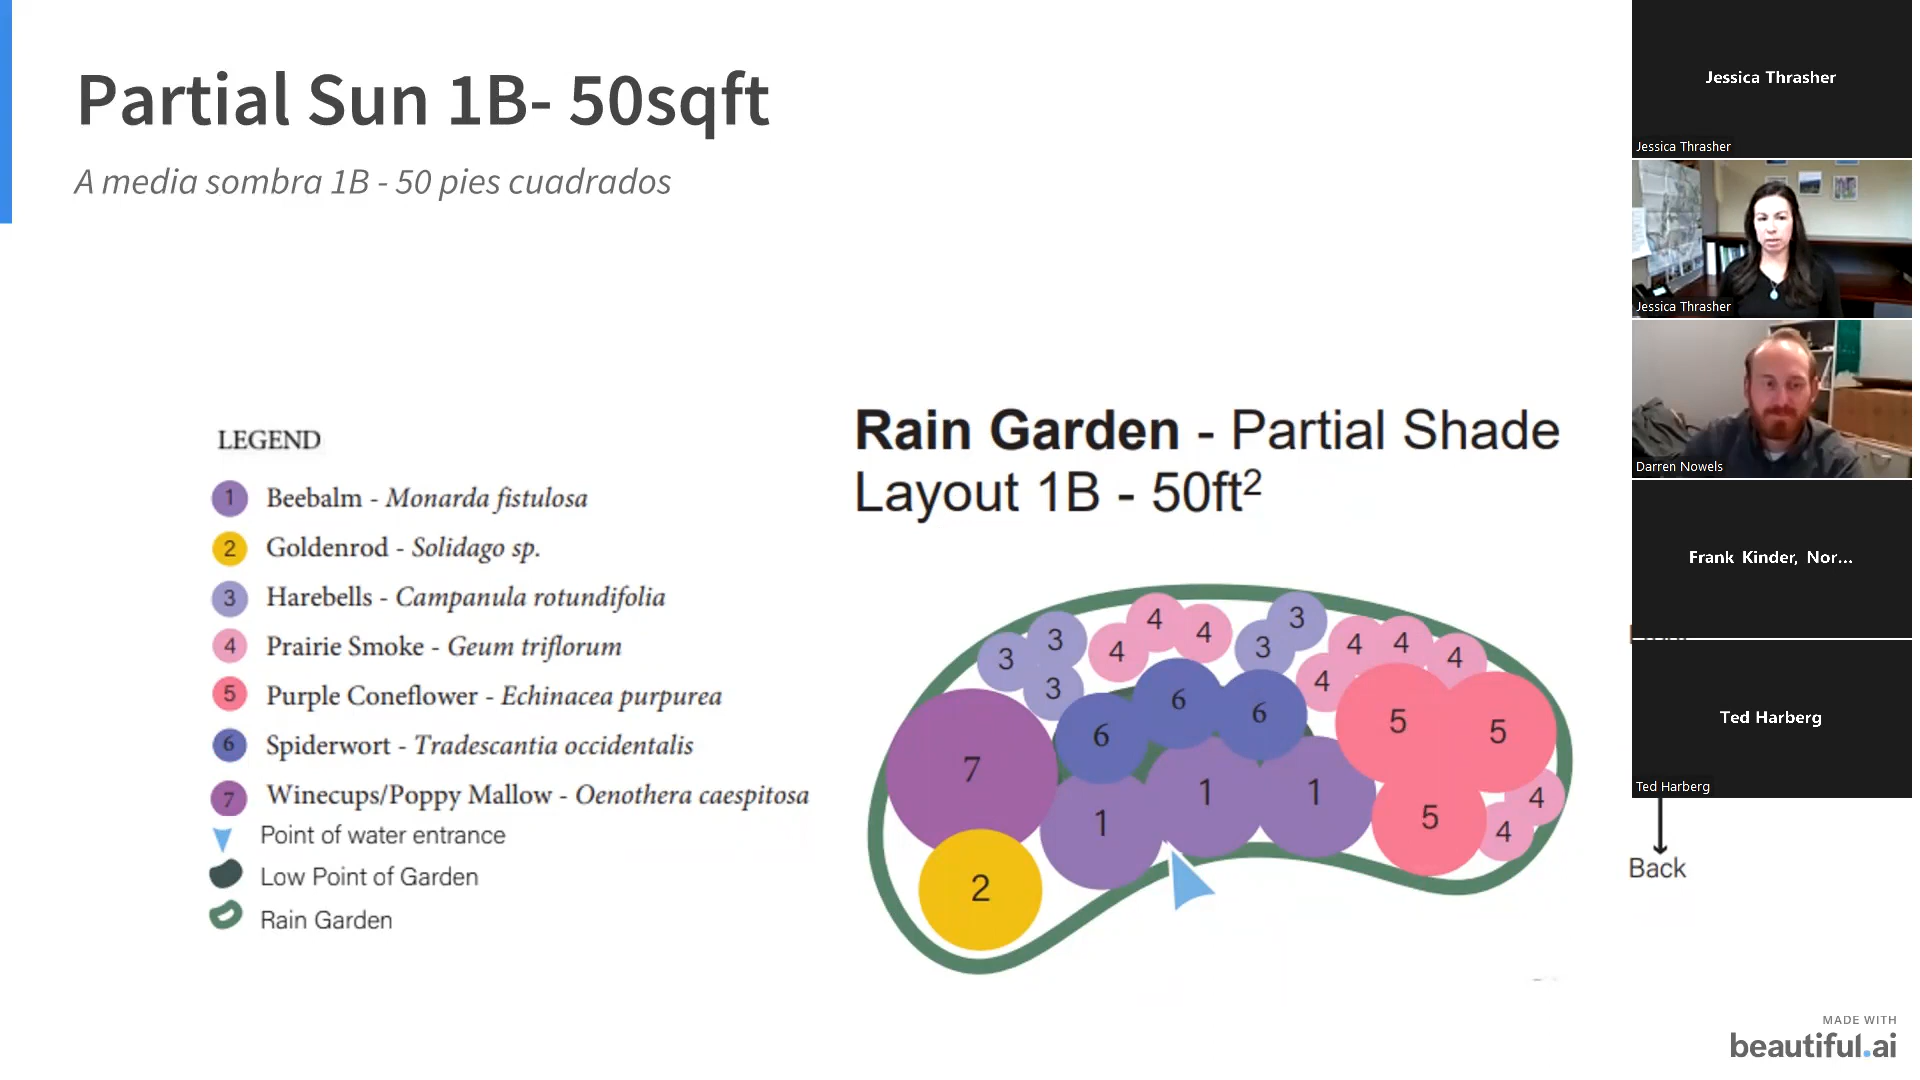 Partial Sun 1B- 50sqft
A media sombra 1B - 50 pies cuadrados
LEGEND
1 Beebalm - Monarda fistulosa
2 Goldenrod - Solidago sp.
3 Harebells - Campanula rotundifolia
4 Prairie Smoke - Geum triflorum
5 Purple Coneflower - Echinacea purpurea
6 Spiderwort - Tradescantia occidentalis
7 Winecups/Poppy Mallow - Oenothera caespitosa
Point of water entrance
Low Point of Garden
Rain Garden
Rain Garden - Partial Shade
Layout 1B - 50ft²
4 3
3 4 4 3 4 4
3 4 4
3 6 4
6 6 5 5
7 1 1 4
1 5 4
2
Back
Jessica Thrasher
Jessica Thrasher
Jessica Thrasher
Darren Nowels
Frank Kinder, Nor...
Ted Harberg
Ted Harberg
MADE WITH
beautiful.ai